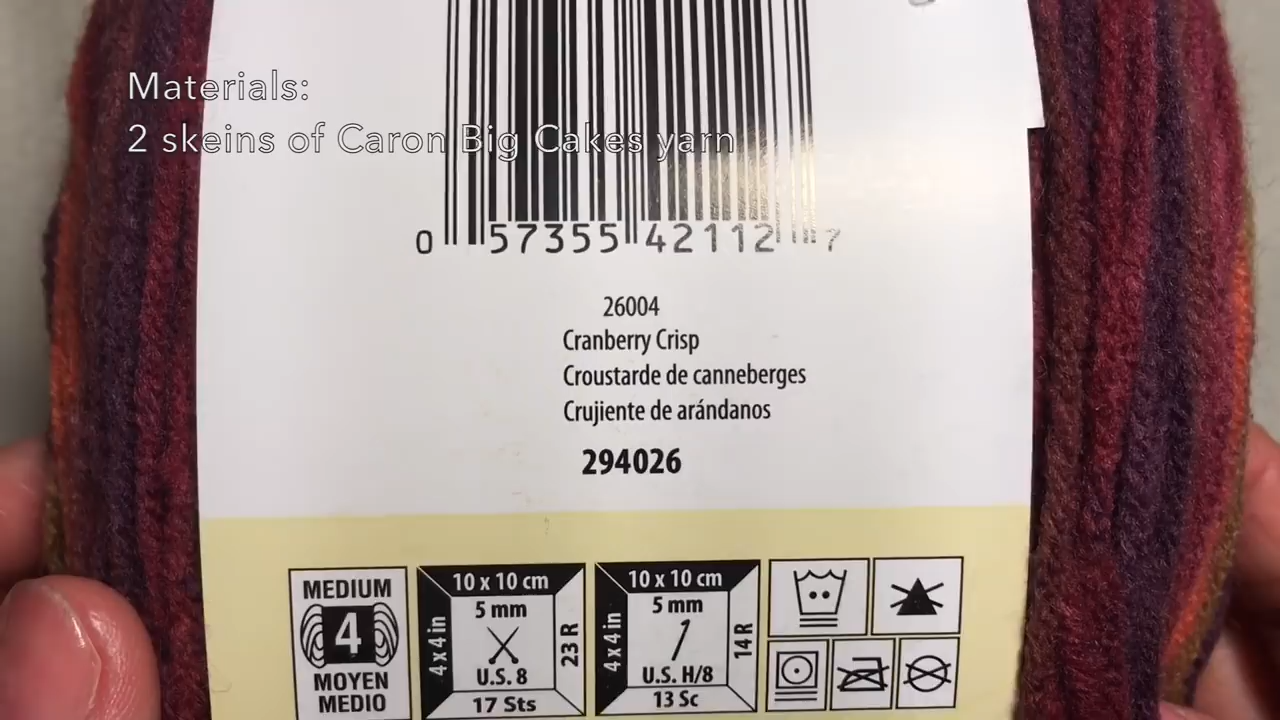 Materials:
2 skeins of Caron Big Cakes yarn
0 57355 42112 7
26004
Cranberry Crisp
Croustarde de canneberges
Crujiente de arándanos
294026
MEDIUM
4
MOYEN
MEDIO
10 x 10 cm
4 x 4 in
5 mm
U.S. 8
23 R
17 Sts
10 x 10 cm
4 x 4 in
5 mm
U.S. H/8
14 R
13 Sc